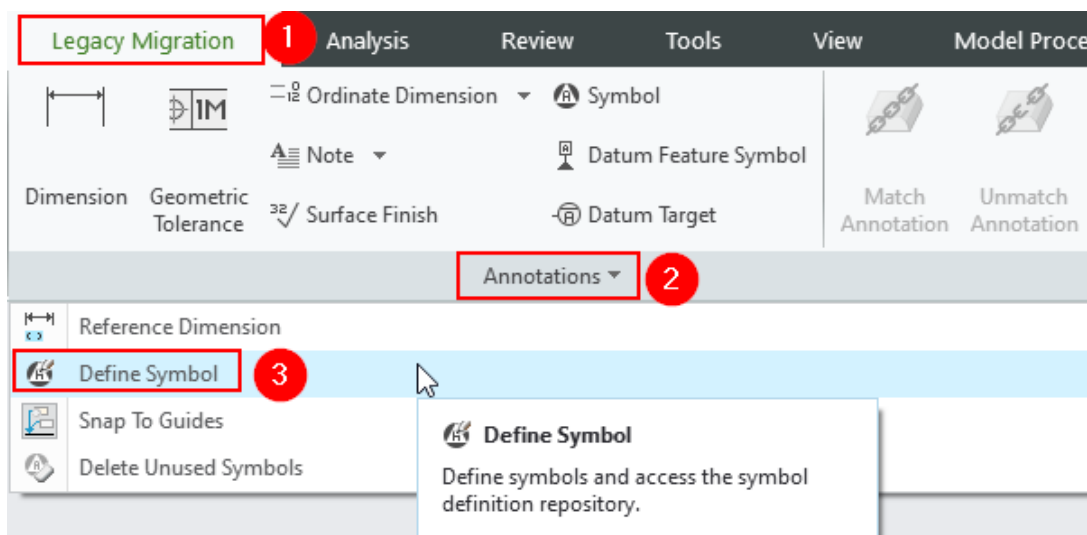 Legacy Migration 1 Analysis Review Tools View Model Proce
Ordinate Dimension Symbol
Note Datum Feature Symbol
Dimension Geometric Tolerance Surface Finish Datum Target Match Annotation Unmatch Annotation
Annotations 2
Reference Dimension
Define Symbol 3
Snap To Guides
Delete Unused Symbols
Define Symbol
Define symbols and access the symbol
definition repository.